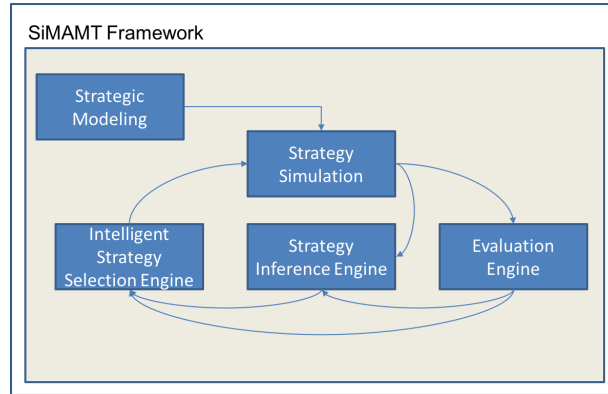 SiMAMT Framework
Strategic
Modeling
Strategy
Simulation
Intelligent
Strategy
Selection Engine
Strategy
Inference Engine
Evaluation
Engine